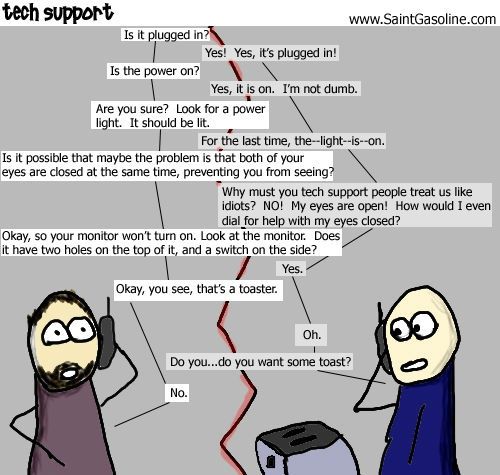 tech support
www.SaintGasoline.com
Is it plugged in?
Yes!  Yes, it's plugged in!
Is the power on?
Yes, it is on.  I'm not dumb.
Are you sure?  Look for a power
light.  It should be lit.
For the last time, the--light--is--on.
Is it possible that maybe the problem is that both of your
eyes are closed at the same time, preventing you from seeing?
Why must you tech support people treat us like
idiots?  NO!  My eyes are open!  How would I even
dial for help with my eyes closed?
Okay, so your monitor won't turn on. Look at the monitor.  Does
it have two holes on the top of it, and a switch on the side?
Yes.
Okay, you see, that's a toaster.
Oh.
Do you...do you want some toast?
No.